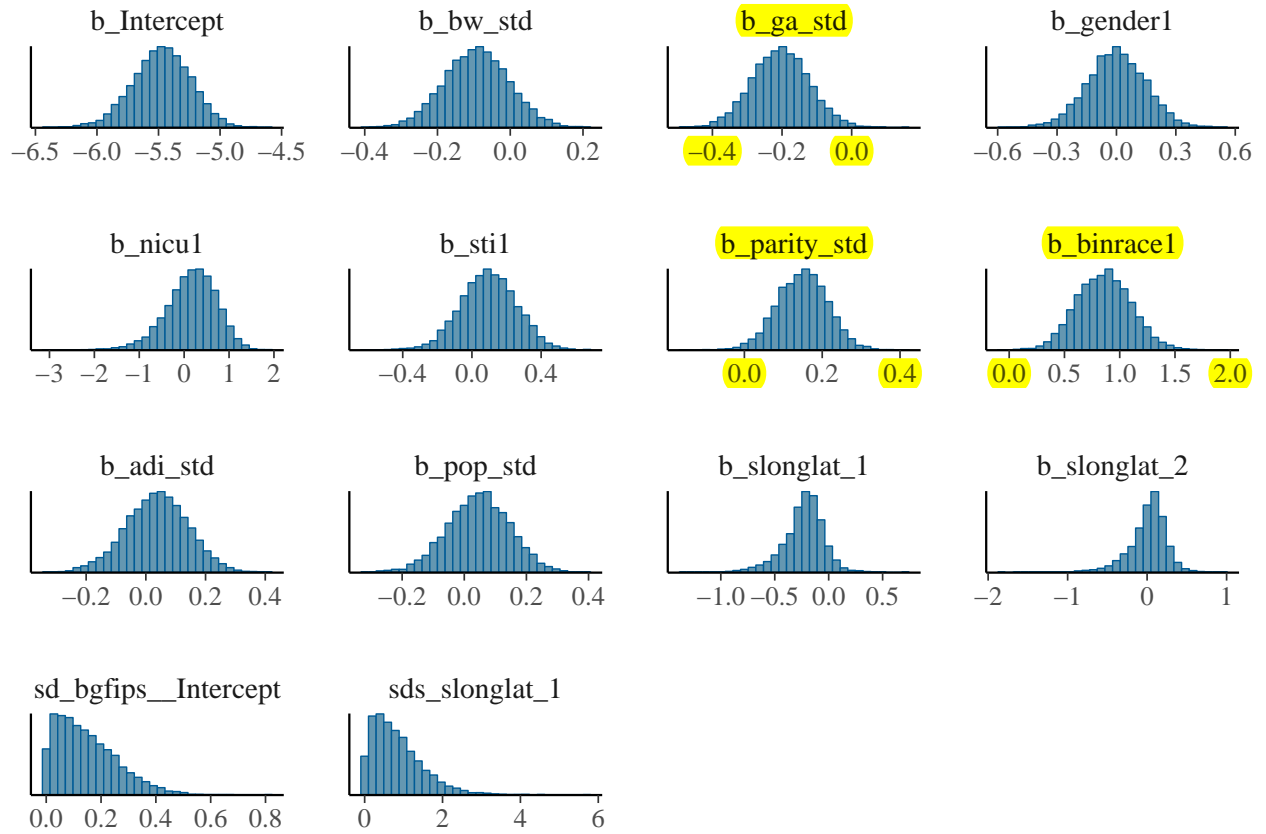 b_Intercept b_bw_std b_ga_std b_gender1
−6.5 −6.0 −5.5 −5.0 −4.5 −0.4 −0.2 0.0 0.2 −0.4 −0.2 0.0 −0.6 −0.3 0.0 0.3 0.6
b_nicu1 b_sti1 b_parity_std b_binrace1
−3 −2 −1 0 1 2 −0.4 0.0 0.4 0.0 0.2 0.4 0.0 0.5 1.0 1.5 2.0
b_adi_std b_pop_std b_slonglat_1 b_slonglat_2
−0.2 0.0 0.2 0.4 −0.2 0.0 0.2 0.4 −1.0 −0.5 0.0 0.5 −2 −1 0 1
sd_bgfips__Intercept sds_slonglat_1
0.0 0.2 0.4 0.6 0.8 0 2 4 6